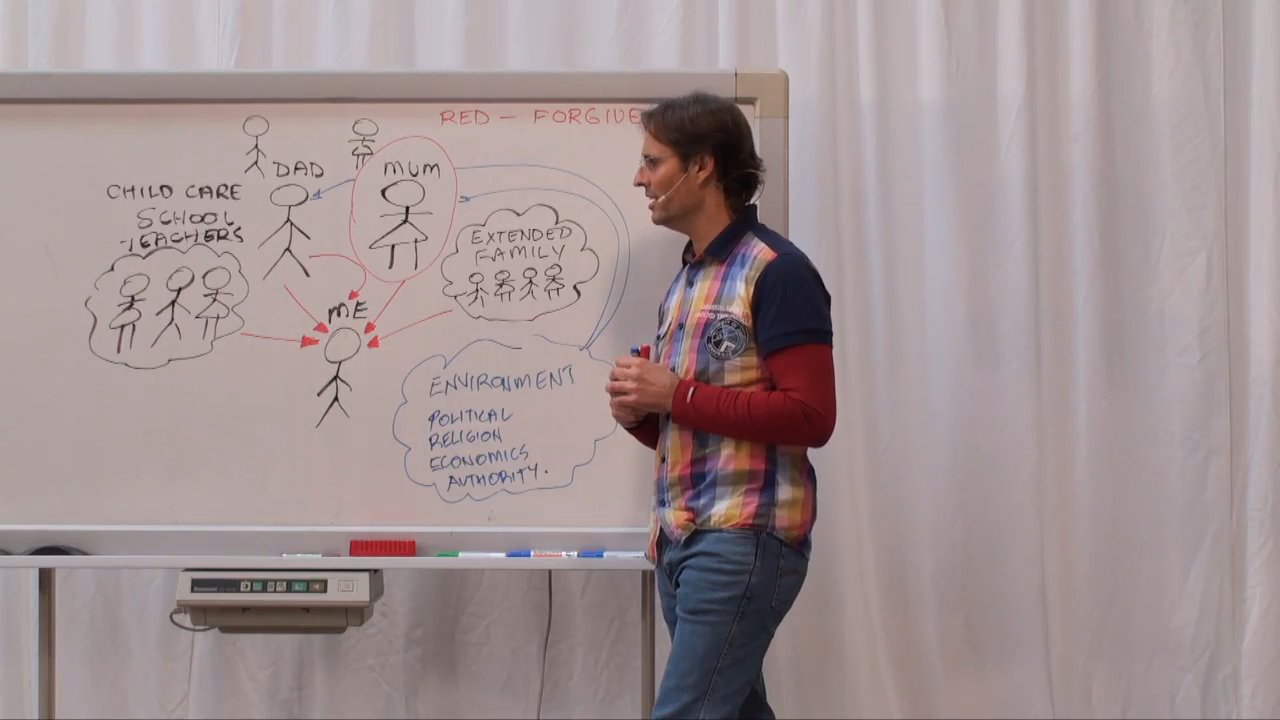 RED - FORGIVE
DAD
MUM
CHILD CARE
SCHOOL
TEACHERS
EXTENDED
FAMILY
ME
ENVIRONMENT
POLITICAL
RELIGION
ECONOMICS
AUTHORITY.